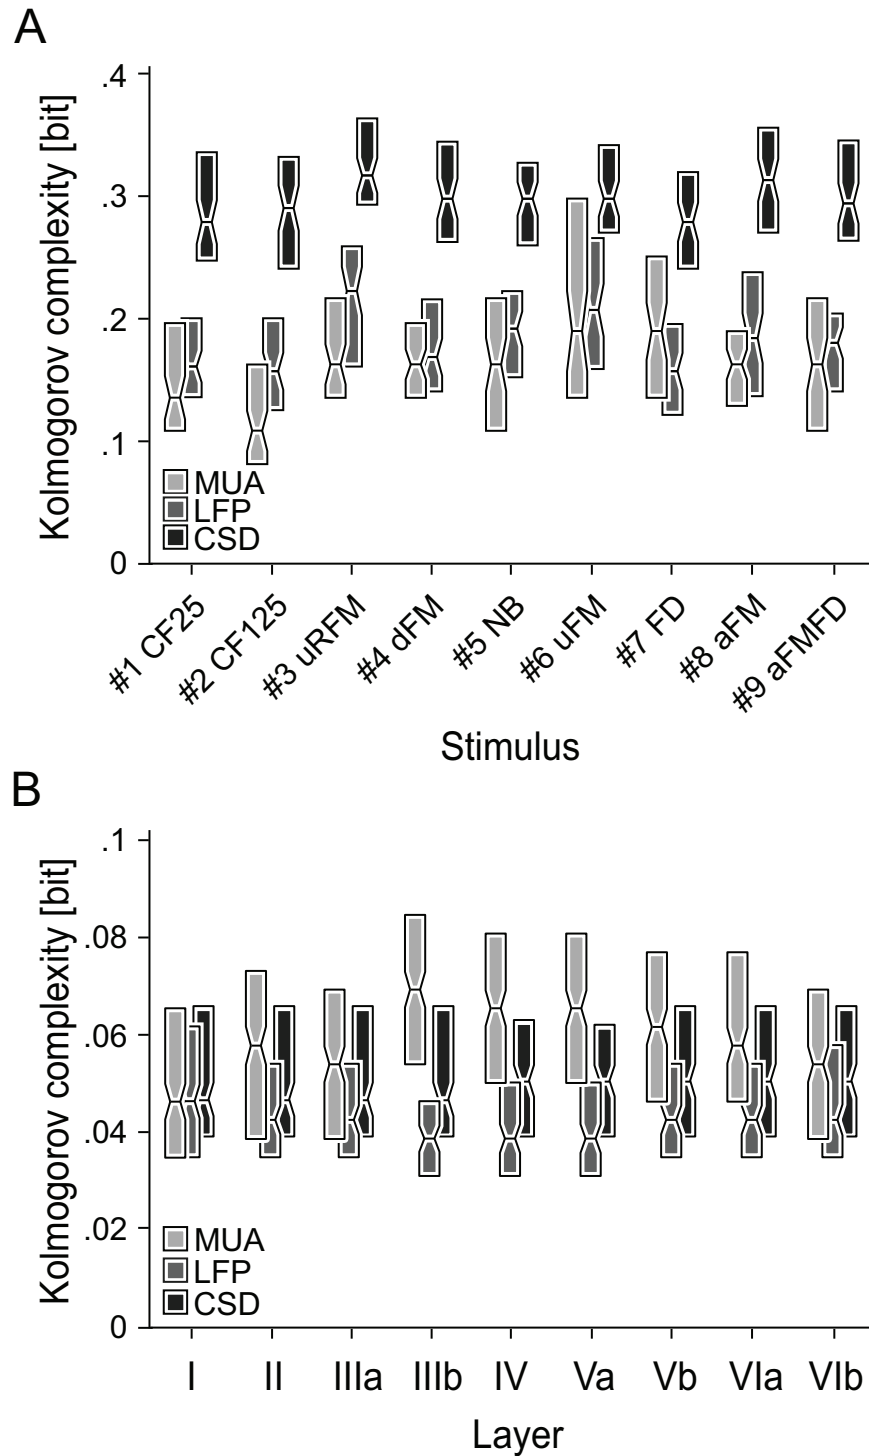 A
Kolmogorov complexity [bit]
.4
.3
.2
.1
0
MUA
LFP
CSD
#1 CF25
#2 CF125
#3 uRFM
#4 dFM
#5 NB
#6 uFM
#7 FD
#8 aFM
#9 aFMFD
Stimulus
B
Kolmogorov complexity [bit]
.1
.08
.06
.04
.02
0
MUA
LFP
CSD
I II IIIa IIIb IV Va Vb VIa VIb
Layer